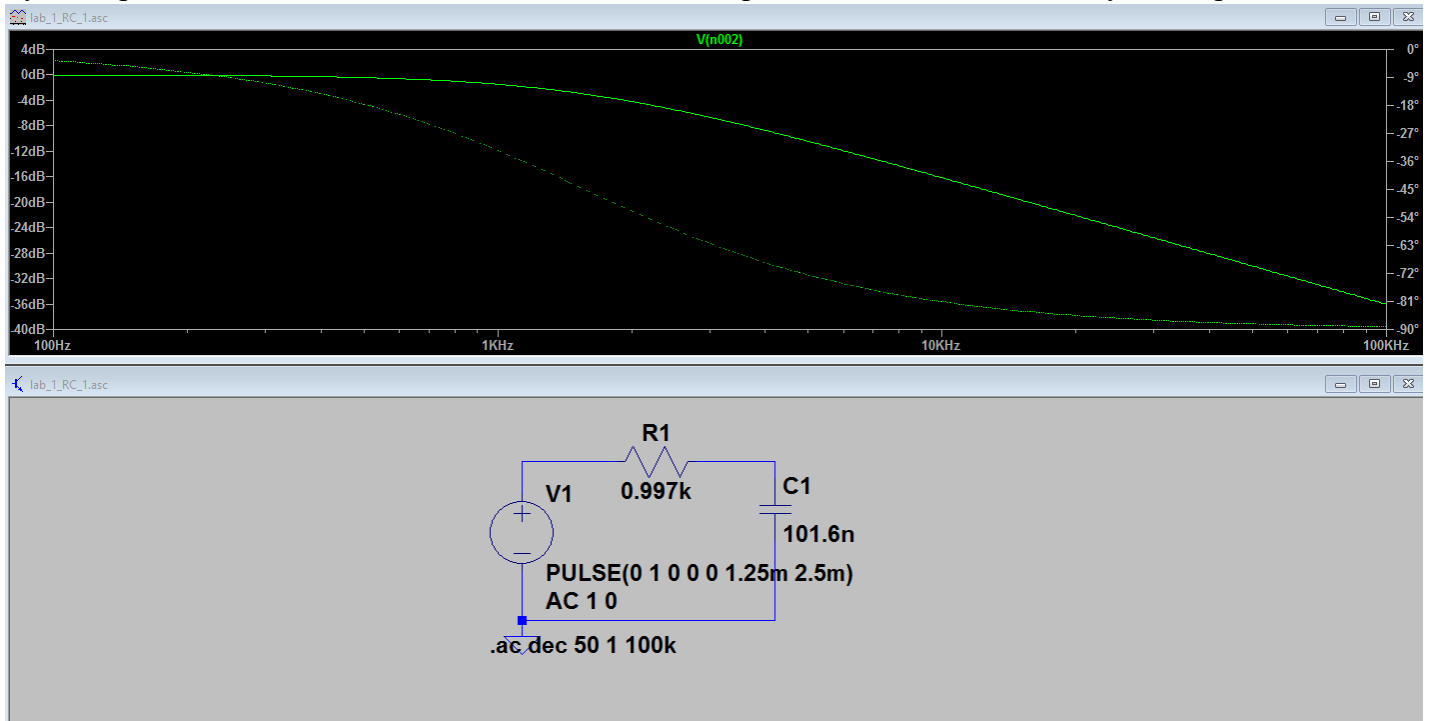 lab_1_RC_1.asc
V(n002)
4dB
0dB
-4dB
-8dB
-12dB
-16dB
-20dB
-24dB
-28dB
-32dB
-36dB
-40dB
0°
-9°
-18°
-27°
-36°
-45°
-54°
-63°
-72°
-81°
-90°
100Hz
1KHz
10KHz
100KHz
lab_1_RC_1.asc
R1
0.997k
V1
C1
101.6n
PULSE(0 1 0 0 0 1.25m 2.5m)
AC 1 0
.ac dec 50 1 100k